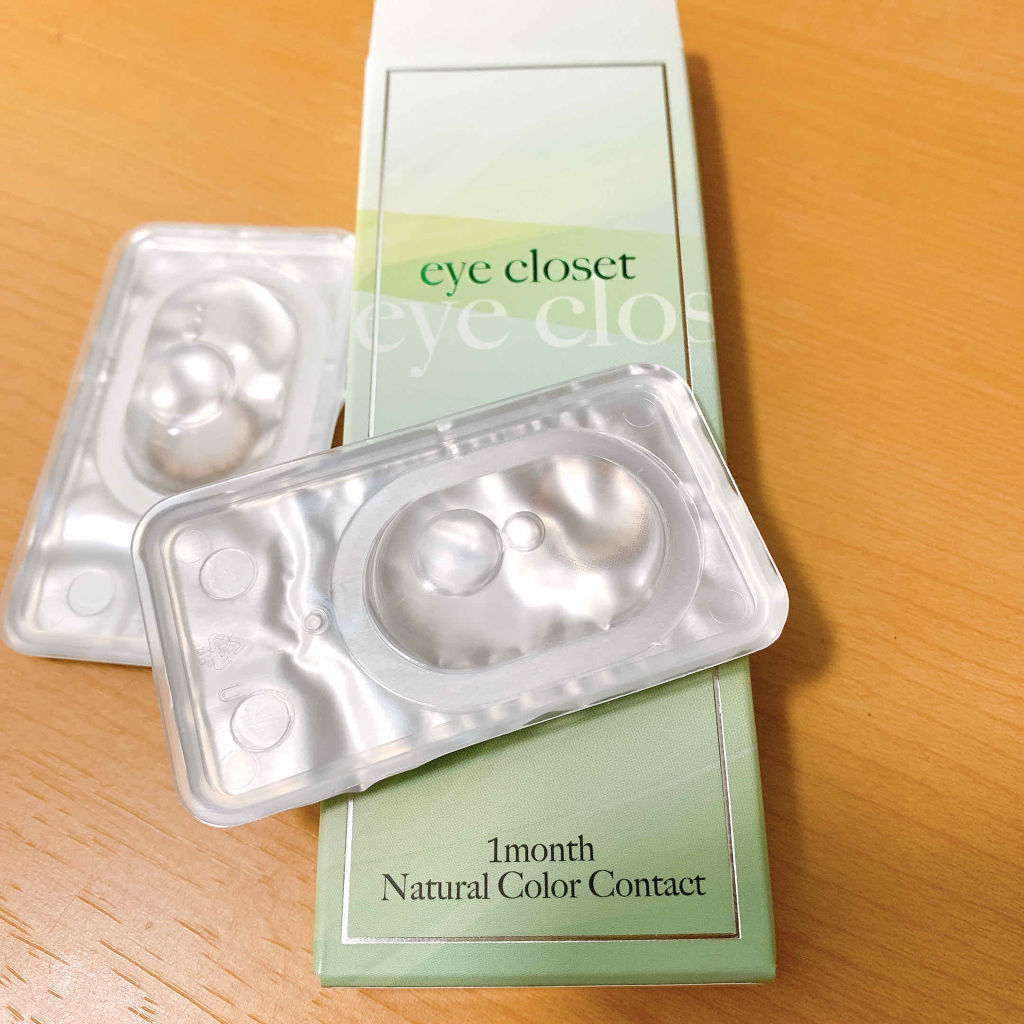 eye closet
eye clos
1month
Natural Color Contact